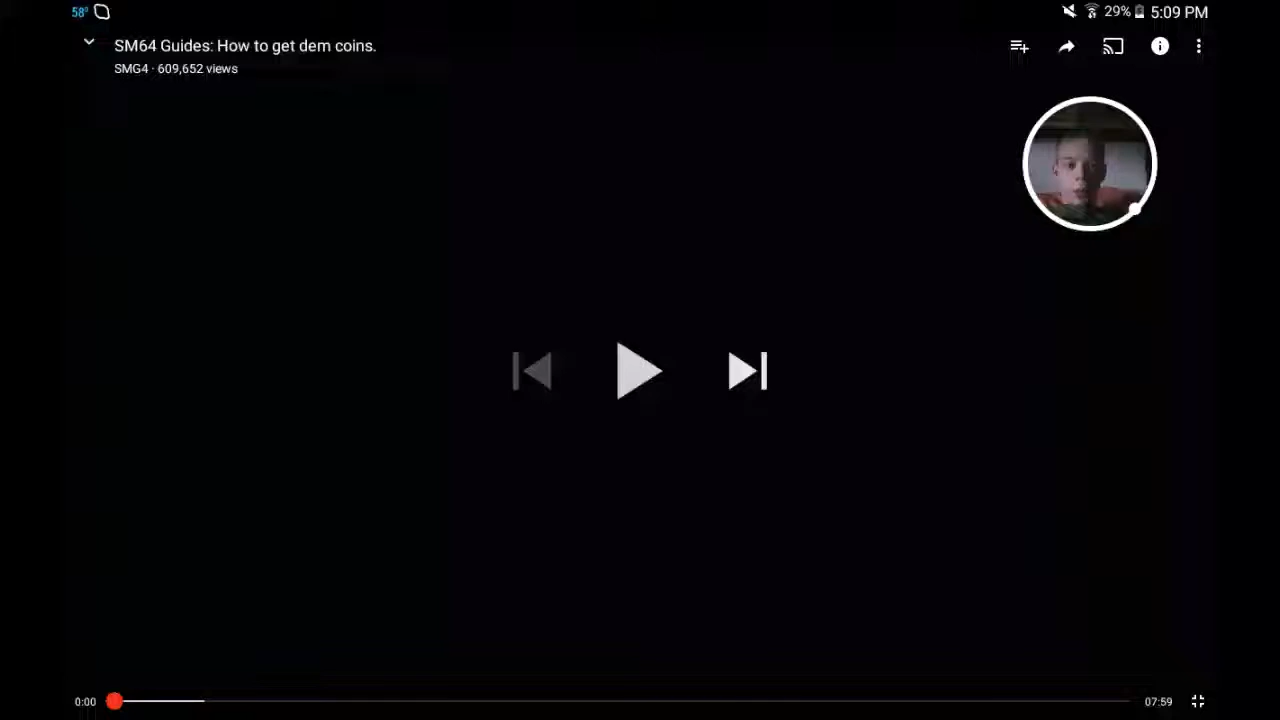 58°
29% 5:09 PM
SM64 Guides: How to get dem coins.
SMG4 · 609,652 views
0:00
07:59